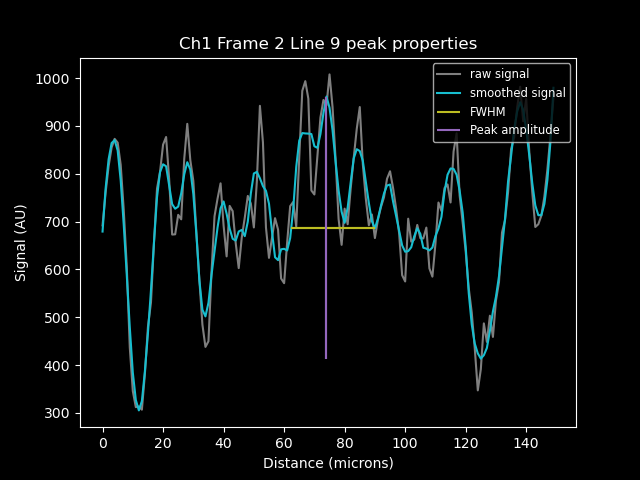 Ch1 Frame 2 Line 9 peak properties
raw signal
smoothed signal
FWHM
Peak amplitude
1000
900
800
700
600
500
400
300
Signal (AU)
0 20 40 60 80 100 120 140
Distance (microns)